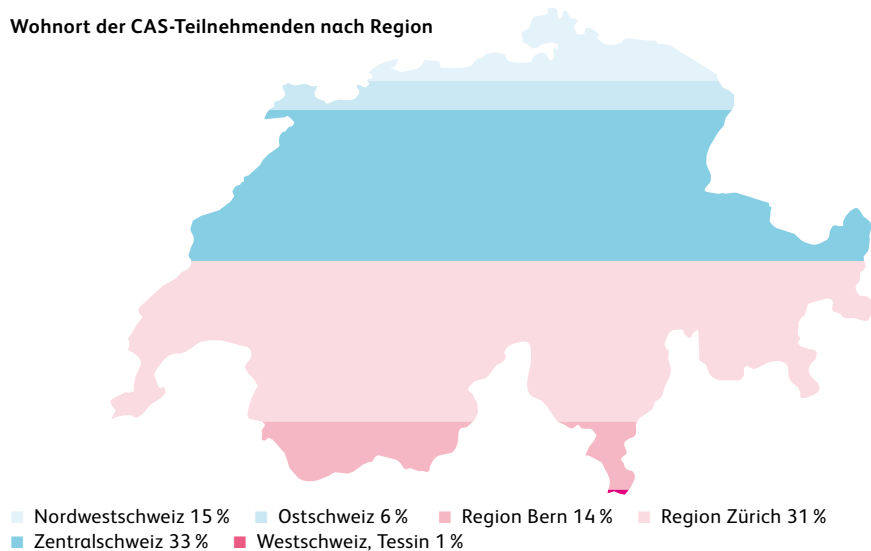 Wohnort der CAS-Teilnehmenden nach Region
Nordwestschweiz 15 % Ostschweiz 6 % Region Bern 14 % Region Zürich 31 %
Zentralschweiz 33 % Westschweiz, Tessin 1 %